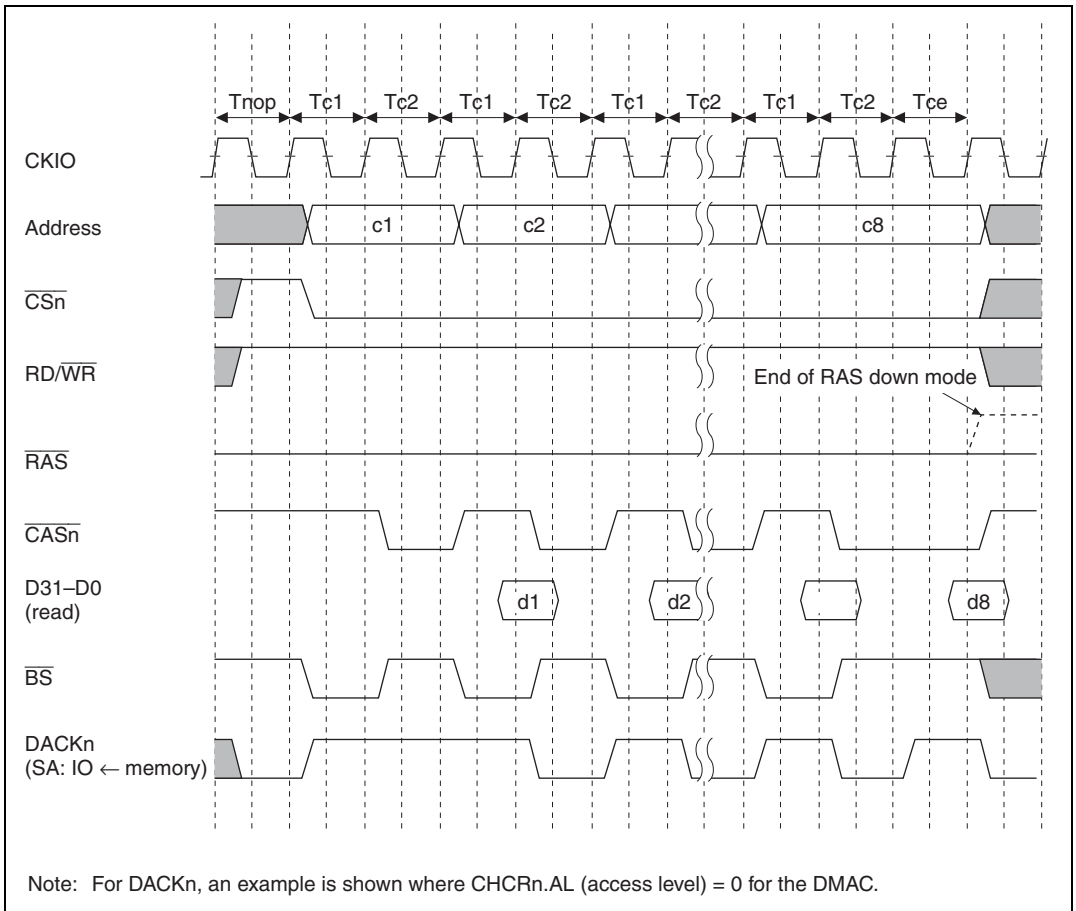 Tnop Tc1 Tc2 Tc1 Tc2 Tc1 Tc2 Tc1 Tc2 Tce
CKIO
Address c1 c2 c8
CSn
RD/WR
End of RAS down mode
RAS
CASn
D31–D0
(read) d1 d2 d8
BS
DACKn
(SA: IO ← memory)
Note: For DACKn, an example is shown where CHCRn.AL (access level) = 0 for the DMAC.